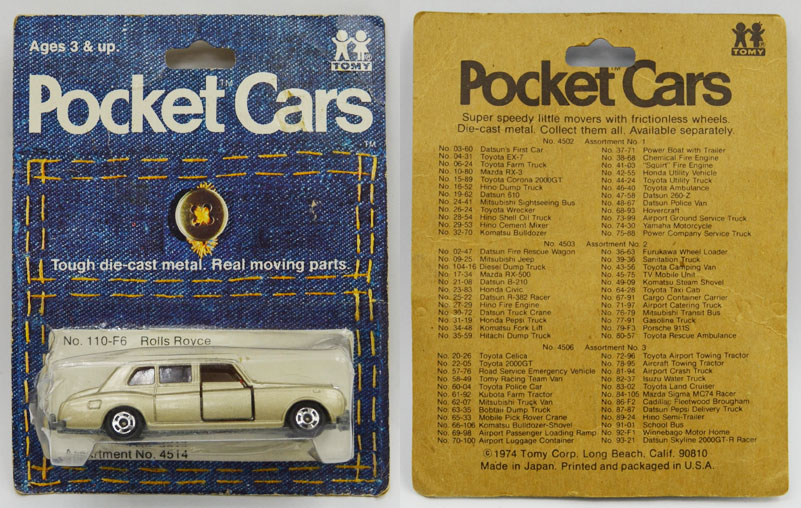 Ages 3 & up.
TOMY®
Pocket Cars
™
Tough die-cast metal. Real moving parts.
No. 110-F6 Rolls Royce
Assortment No. 4514
TOMY®
Pocket Cars
Super speedy little movers with frictionless wheels.
Die-cast metal. Collect them all. Available separately.
No. 4502 Assortment No. 1
No. 03-60 Datsun's First Car
No. 04-31 Toyota EX-7
No. 06-24 Toyota Farm Truck
No. 10-80 Mazda RX-3
No. 15-89 Toyota Corona 2000GT
No. 16-52 Hino Dump Truck
No. 19-62 Datsun 610
No. 24-41 Mitsubishi Sightseeing Bus
No. 26-24 Toyota Wrecker
No. 28-54 Hino Shell Oil Truck
No. 29-53 Hino Cement Mixer
No. 32-70 Komatsu Bulldozer
No. 37-71 Power Boat with Trailer
No. 38-68 Chemical Fire Engine
No. 41-03 "Squirt" Fire Engine
No. 42-55 Honda Utility Vehicle
No. 44-24 Toyota Utility Truck
No. 46-40 Toyota Ambulance
No. 47-58 Datsun 260-Z
No. 48-67 Datsun Police Van
No. 68-93 Hovercraft
No. 73-99 Airport Ground Service Truck
No. 74-30 Yamaha Motorcycle
No. 75-68 Power Company Service Truck
No. 4503 Assortment No. 2
No. 02-47 Datsun Fire Rescue Wagon
No. 09-25 Mitsubishi Jeep
No. 104-16 Diesel Dump Truck
No. 17-34 Mazda RX-500
No. 21-08 Datsun B-210
No. 23-83 Honda Civic
No. 25-22 Datsun R-382 Racer
No. 27-29 Hino Fire Engine
No. 30-72 Datsun Truck Crane
No. 31-19 Honda Pepsi Truck
No. 34-48 Komatsu Fork Lift
No. 35-59 Hitachi Dump Truck
No. 36-63 Furukawa Wheel Loader
No. 39-36 Sanitation Truck
No. 43-56 Toyota Camping Van
No. 45-75 TV Mobile Unit
No. 49-09 Komatsu Steam Shovel
No. 64-28 Toyota Taxi Cab
No. 67-91 Cargo Container Carrier
No. 71-97 Airport Catering Truck
No. 76-79 Mitsubishi Transit Bus
No. 77-91 Gasoline Truck
No. 79-F3 Porsche 911S
No. 80-57 Toyota Rescue Ambulance
No. 4506 Assortment No. 3
No. 20-26 Toyota Celica
No. 22-05 Toyota 2000GT
No. 57-76 Road Service Emergency Vehicle
No. 58-49 Tomy Racing Team Van
No. 60-04 Toyota Police Car
No. 61-92 Kubota Farm Tractor
No. 62-07 Mitsubishi Truck Van
No. 63-35 Bobtail Dump Truck
No. 65-33 Mobile Pick Rover Crane
No. 66-106 Komatsu Bulldozer-Shovel
No. 69-98 Airport Passenger Loading Ramp
No. 70-100 Airport Luggage Container
No. 72-96 Toyota Airport Towing Tractor
No. 78-95 Aircraft Towing Tractor
No. 81-94 Airport Crash Truck
No. 82-37 Isuzu Water Truck
No. 83-02 Toyota Land Cruiser
No. 84-105 Mazda Sigma MC74 Racer
No. 86-F2 Cadillac Fleetwood Brougham
No. 87-87 Datsun Pepsi Delivery Truck
No. 89-24 Hino Semi-Trailer
No. 91-01 School Bus
No. 92-F1 Winnebago Motor Home
No. 93-21 Datsun Skyline 2000GT-R Racer
©1974 Tomy Corp. Long Beach, Calif. 90810
Made in Japan. Printed and packaged in U.S.A.